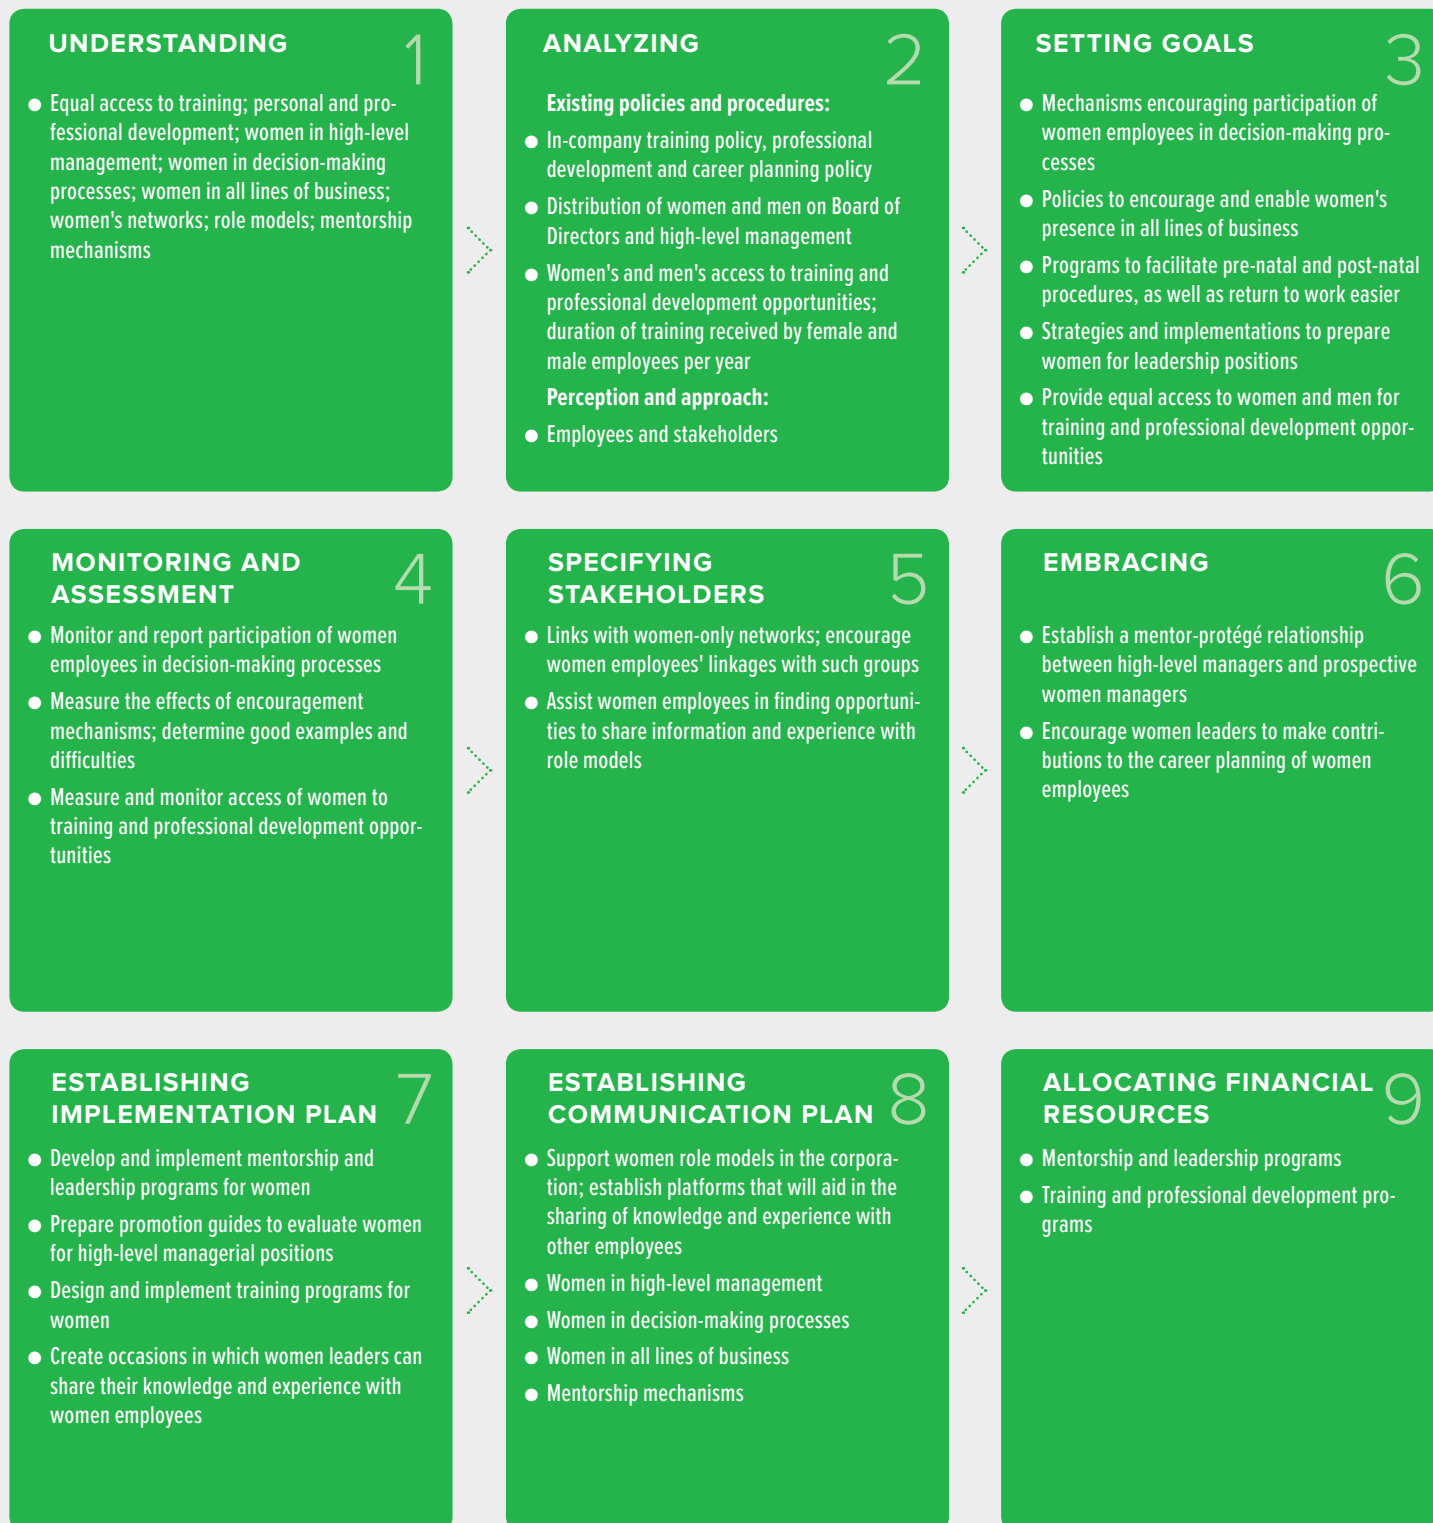 UNDERSTANDING
1
● Equal access to training; personal and pro-
fessional development; women in high-level
management; women in decision-making
processes; women in all lines of business;
women's networks; role models; mentorship
mechanisms
ANALYZING
2
Existing policies and procedures:
● In-company training policy, professional
development and career planning policy
● Distribution of women and men on Board of
Directors and high-level management
● Women's and men's access to training and
professional development opportunities;
duration of training received by female and
male employees per year
Perception and approach:
● Employees and stakeholders
SETTING GOALS
3
● Mechanisms encouraging participation of
women employees in decision-making pro-
cesses
● Policies to encourage and enable women's
presence in all lines of business
● Programs to facilitate pre-natal and post-natal
procedures, as well as return to work easier
● Strategies and implementations to prepare
women for leadership positions
● Provide equal access to women and men for
training and professional development oppor-
tunities
MONITORING AND
ASSESSMENT
4
● Monitor and report participation of women
employees in decision-making processes
● Measure the effects of encouragement
mechanisms; determine good examples and
difficulties
● Measure and monitor access of women to
training and professional development oppor-
tunities
SPECIFYING
STAKEHOLDERS
5
● Links with women-only networks; encourage
women employees' linkages with such groups
● Assist women employees in finding opportuni-
ties to share information and experience with
role models
EMBRACING
6
● Establish a mentor-protégé relationship
between high-level managers and prospective
women managers
● Encourage women leaders to make contri-
butions to the career planning of women
employees
ESTABLISHING
IMPLEMENTATION PLAN
7
● Develop and implement mentorship and
leadership programs for women
● Prepare promotion guides to evaluate women
for high-level managerial positions
● Design and implement training programs for
women
● Create occasions in which women leaders can
share their knowledge and experience with
women employees
ESTABLISHING
COMMUNICATION PLAN
8
● Support women role models in the corpora-
tion; establish platforms that will aid in the
sharing of knowledge and experience with
other employees
● Women in high-level management
● Women in decision-making processes
● Women in all lines of business
● Mentorship mechanisms
ALLOCATING FINANCIAL
RESOURCES
9
● Mentorship and leadership programs
● Training and professional development pro-
grams